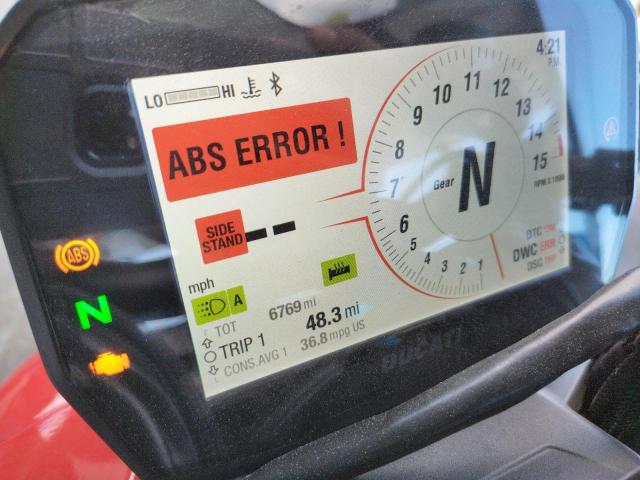 LO HI
4:21
P.M.
ABS ERROR !
SIDE
STAND
--
mph
A
TOT 6769 mi
TRIP 1 48.3 mi
CONS.AVG 1 36.8 mpg US
1
2
3
4
5
6
7
8
9
10
11
12
13
14
15
Gear N
DTC
DWC ERR
DSC
ABS
N
DUCATI